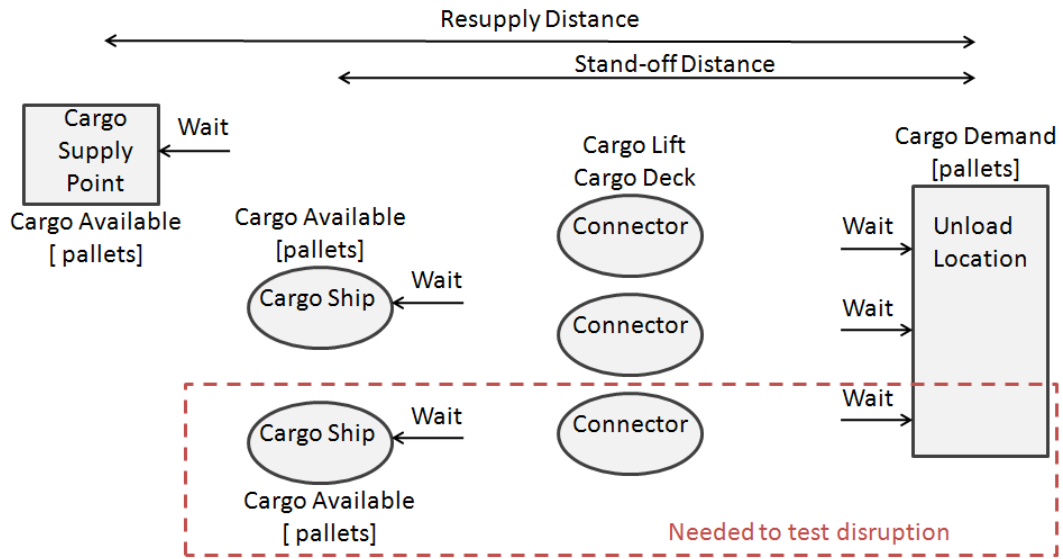 Resupply Distance
Stand-off Distance
Cargo
Supply
Point
Wait
Cargo Available
[ pallets]
Cargo Available
[pallets]
Cargo Ship
Wait
Cargo Lift
Cargo Deck
Connector
Connector
Cargo Demand
[pallets]
Wait
Unload
Location
Wait
Cargo Ship
Wait
Connector
Wait
Cargo Available
[ pallets]
Needed to test disruption